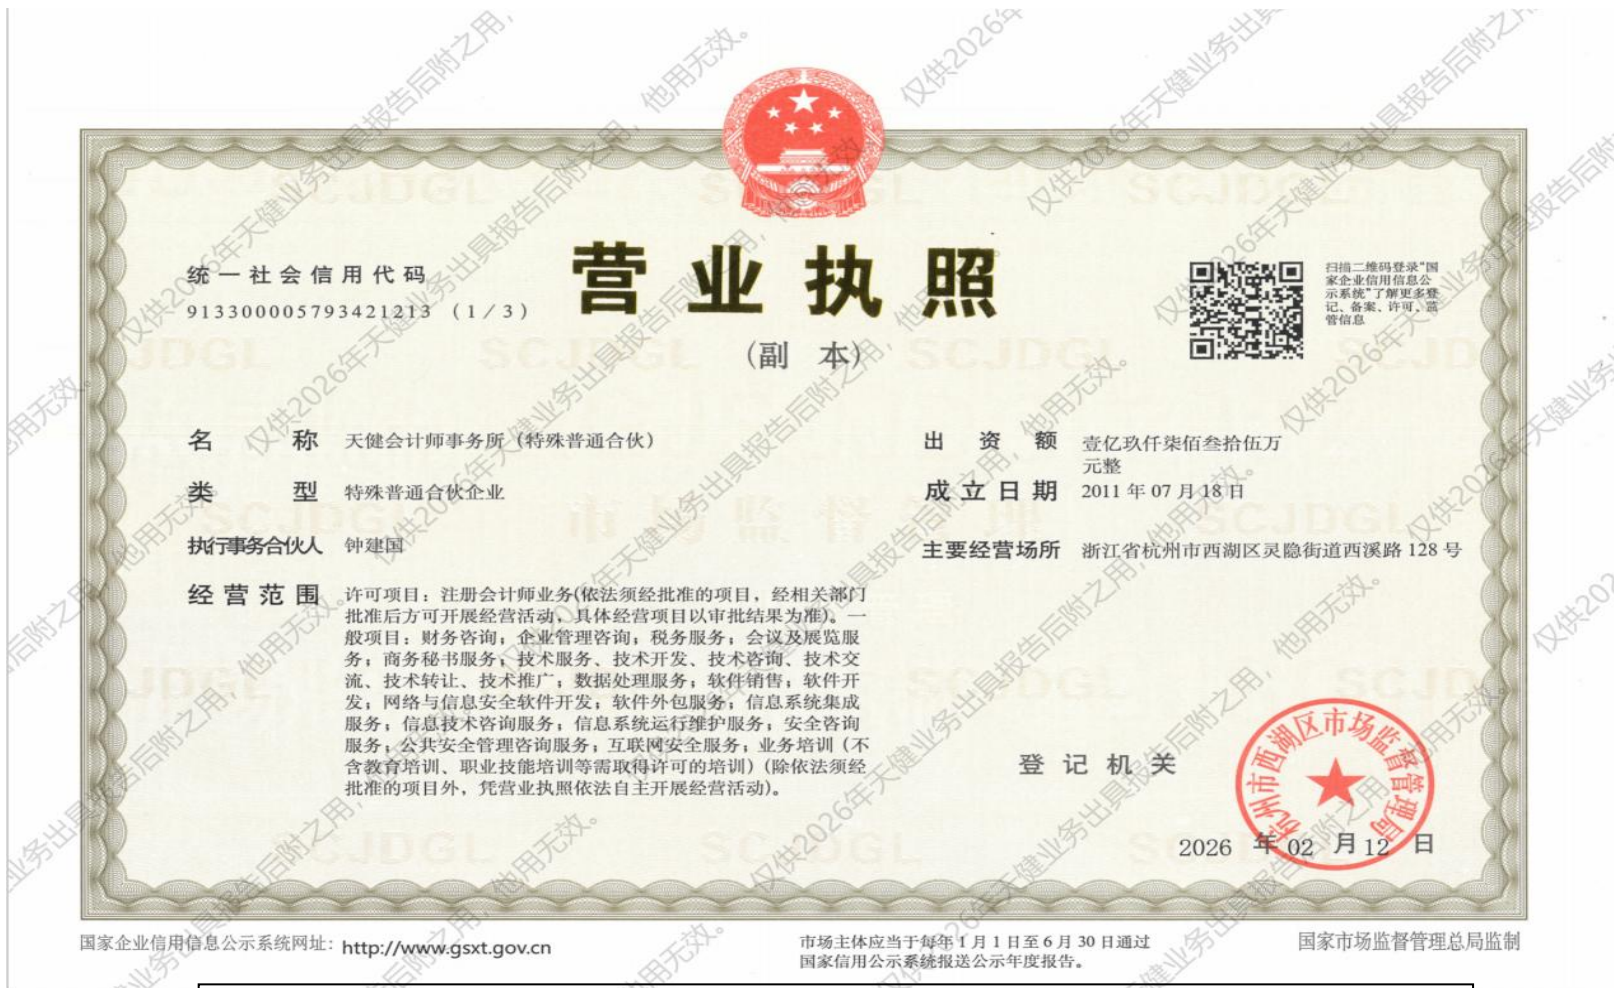 营业执照
（副 本）
统一社会信用代码
913300005793421213 （1/3）
扫描二维码登录“国
家企业信用信息公
示系统”了解更多登
记、备案、许可、监
管信息
名 称 天健会计师事务所（特殊普通合伙）
类 型 特殊普通合伙企业
执行事务合伙人 钟建国
经营范围 许可项目：注册会计师业务(依法须经批准的项目，经相关部门
批准后方可开展经营活动，具体经营项目以审批结果为准)。一
般项目：财务咨询；企业管理咨询；税务服务；会议及展览服
务；商务秘书服务；技术服务、技术开发、技术咨询、技术交
流、技术转让、技术推广；数据处理服务；软件销售；软件开
发；网络与信息安全软件开发；软件外包服务；信息系统集成
服务；信息技术咨询服务；信息系统运行维护服务；安全咨询
服务；公共安全管理咨询服务；互联网安全服务；业务培训（不
含教育培训、职业技能培训等需取得许可的培训）(除依法须经
批准的项目外，凭营业执照依法自主开展经营活动)。
出 资 额 壹亿玖仟柒佰叁拾伍万
元整
成立日期 2011 年 07 月 18 日
主要经营场所 浙江省杭州市西湖区灵隐街道西溪路 128 号
登记机关
杭州市西湖区市场监督管理局
2026 年 02 月 12 日
国家企业信用信息公示系统网址：http://www.gsxt.gov.cn
市场主体应当于每年 1 月 1 日至 6 月 30 日通过
国家信用公示系统报送公示年度报告。
国家市场监督管理总局监制
仅供2026年天健业务出具报告后附之用，他用无效。
SCJDGL
市场监督管理